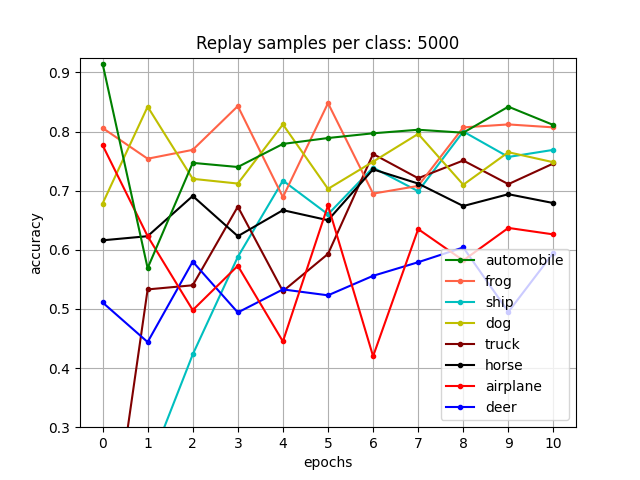 Replay samples per class: 5000
0.9
0.8
0.7
0.6
0.5
0.4
0.3
accuracy
automobile
frog
ship
dog
truck
horse
airplane
deer
0 1 2 3 4 5 6 7 8 9 10
epochs